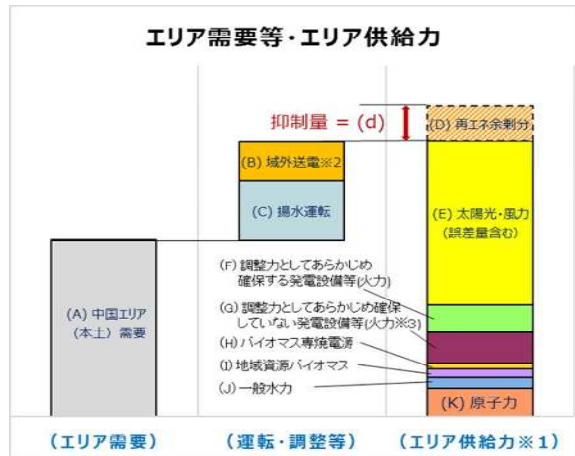 エリア需要等・エリア供給力
抑制量 = (d)
(D) 再エネ余剰分
(B) 域外送電※2
(C) 揚水運転
(E) 太陽光・風力
(誤差量含む)
(A) 中国エリア
(本土) 需要
(F) 調整力としてあらかじめ
確保する発電設備等(火力)
(G) 調整力としてあらかじめ確保
していない発電設備等(火力※3)
(H) バイオマス専焼電源
(I) 地域資源バイオマス
(J) 一般水力
(K) 原子力
(エリア需要)
(運転・調整等)
(エリア供給力※1)